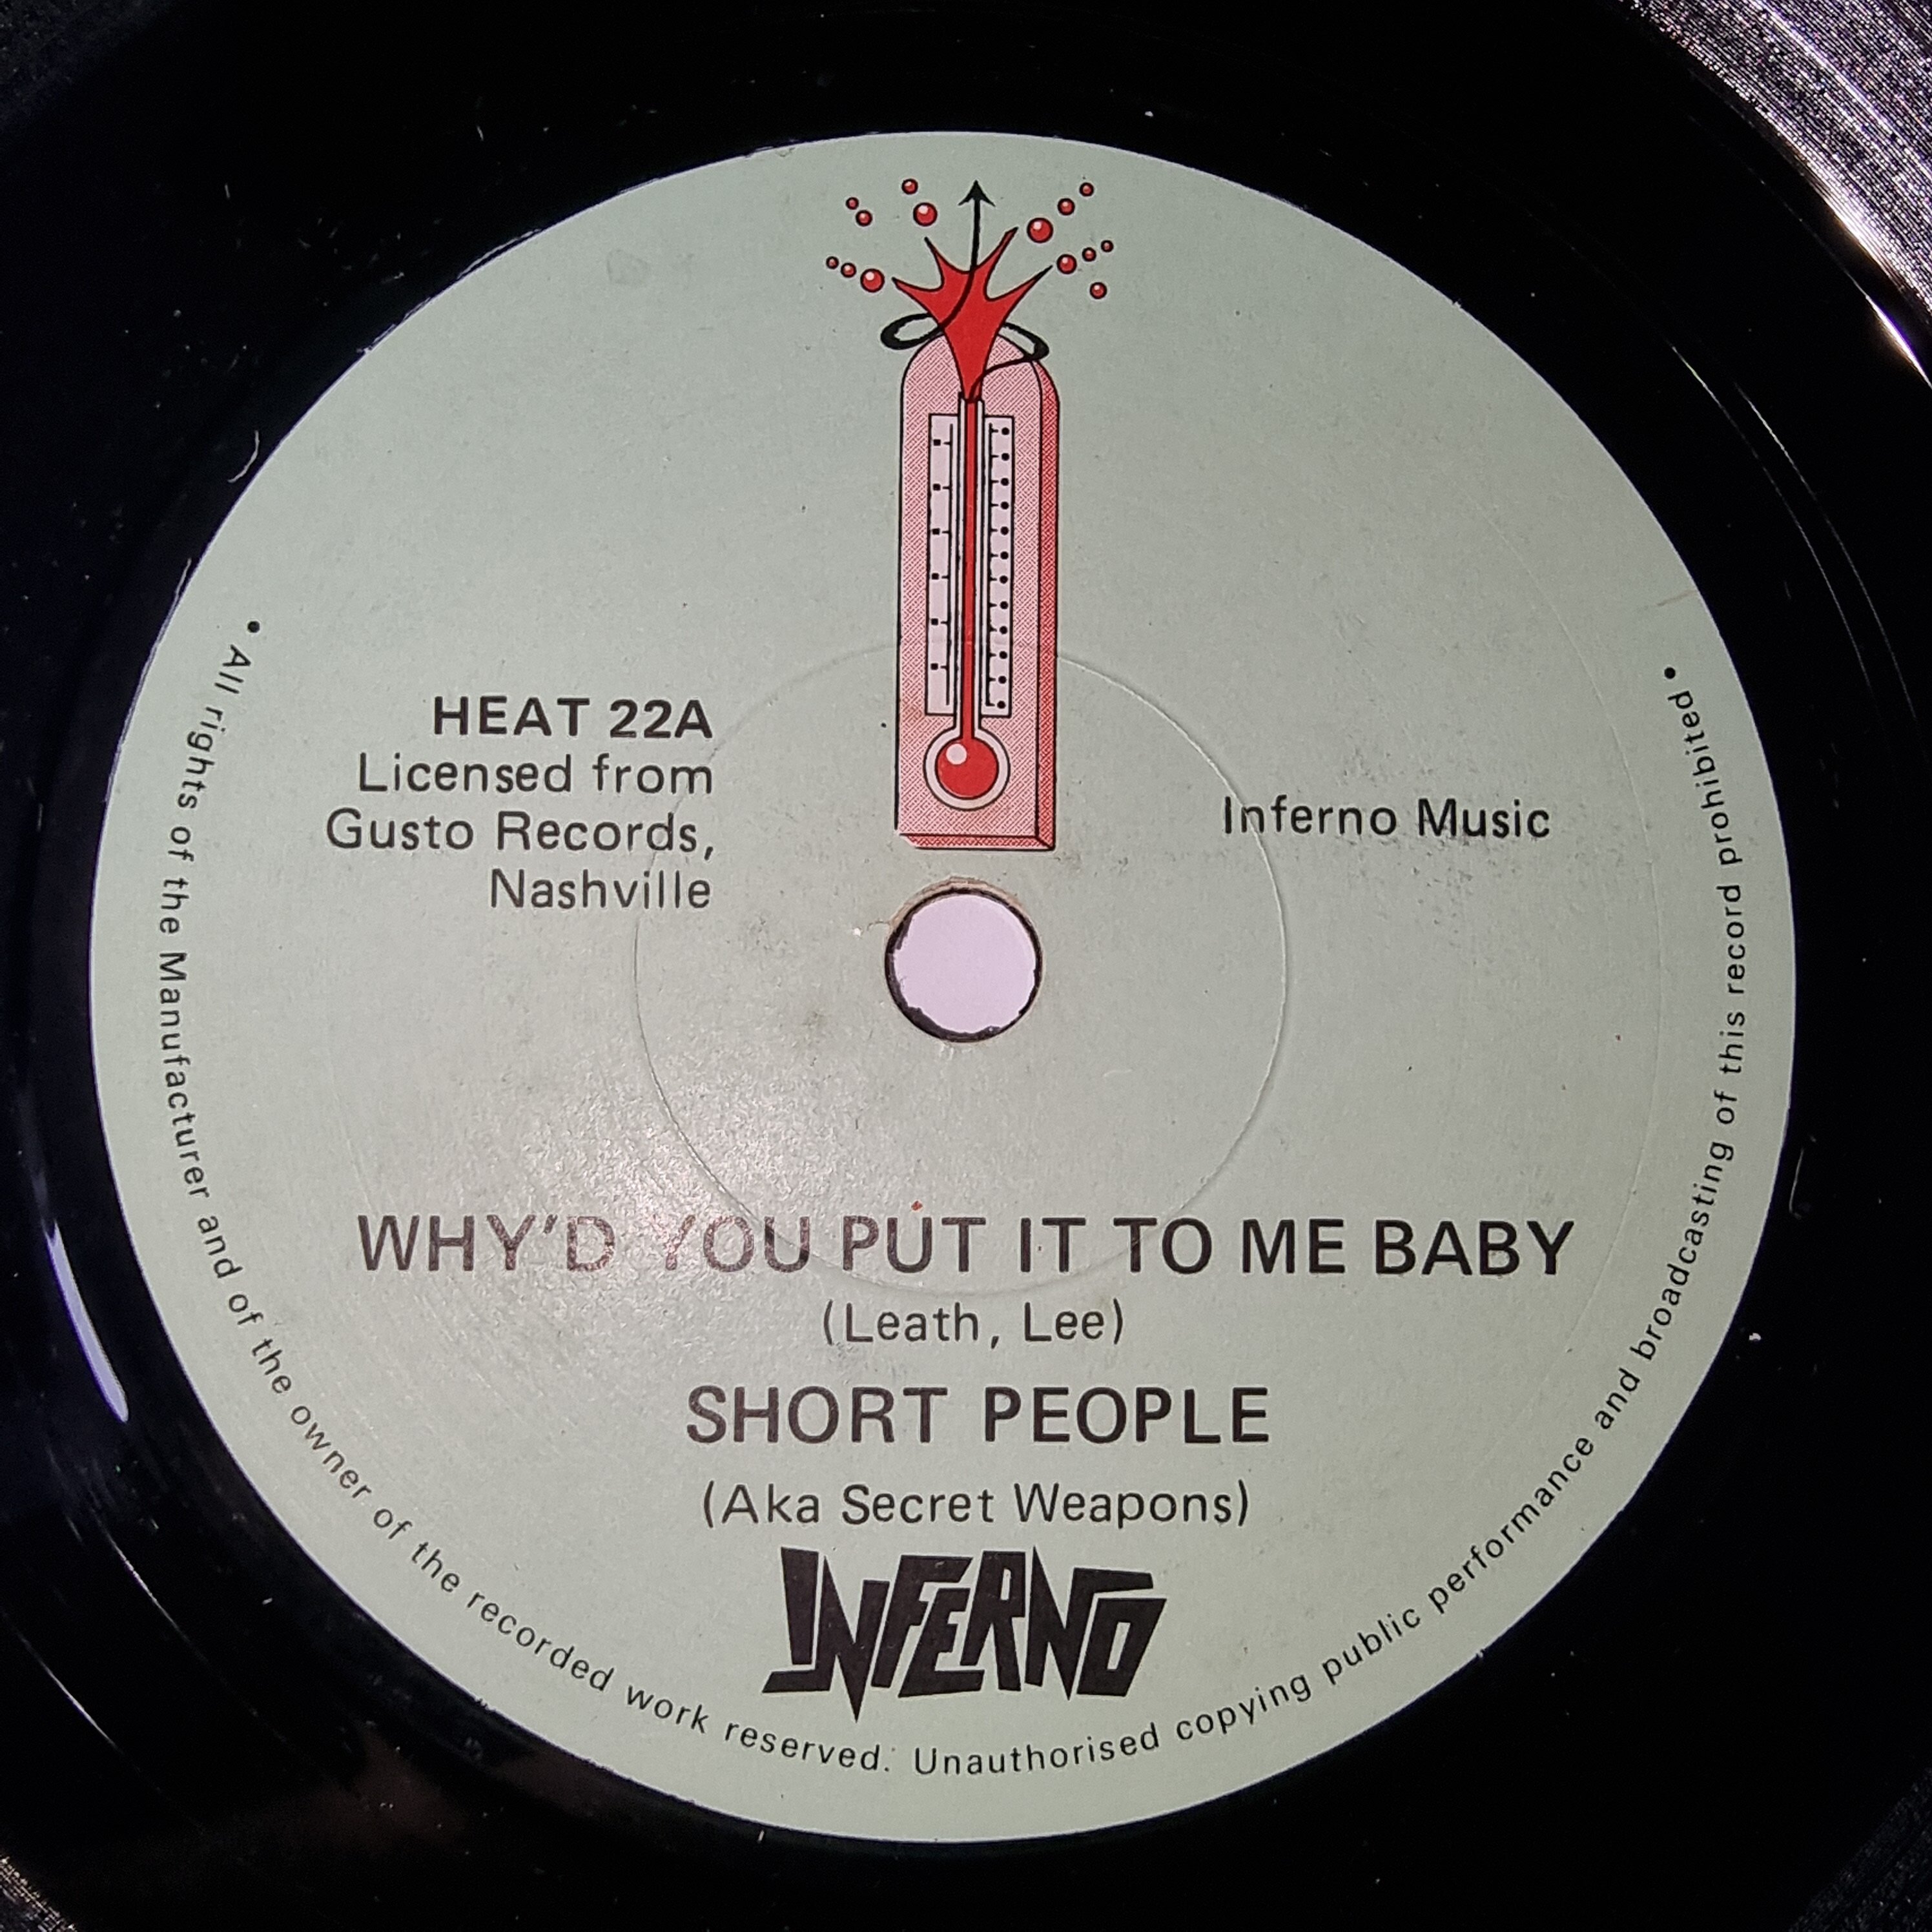 HEAT 22A
Licensed from
Gusto Records,
Nashville
Inferno Music
WHY'D YOU PUT IT TO ME BABY
(Leath, Lee)
SHORT PEOPLE
(Aka Secret Weapons)
INFERNO
• All rights of the Manufacturer and of the owner of the recorded work reserved. Unauthorised copying public performance and broadcasting of this record prohibited •